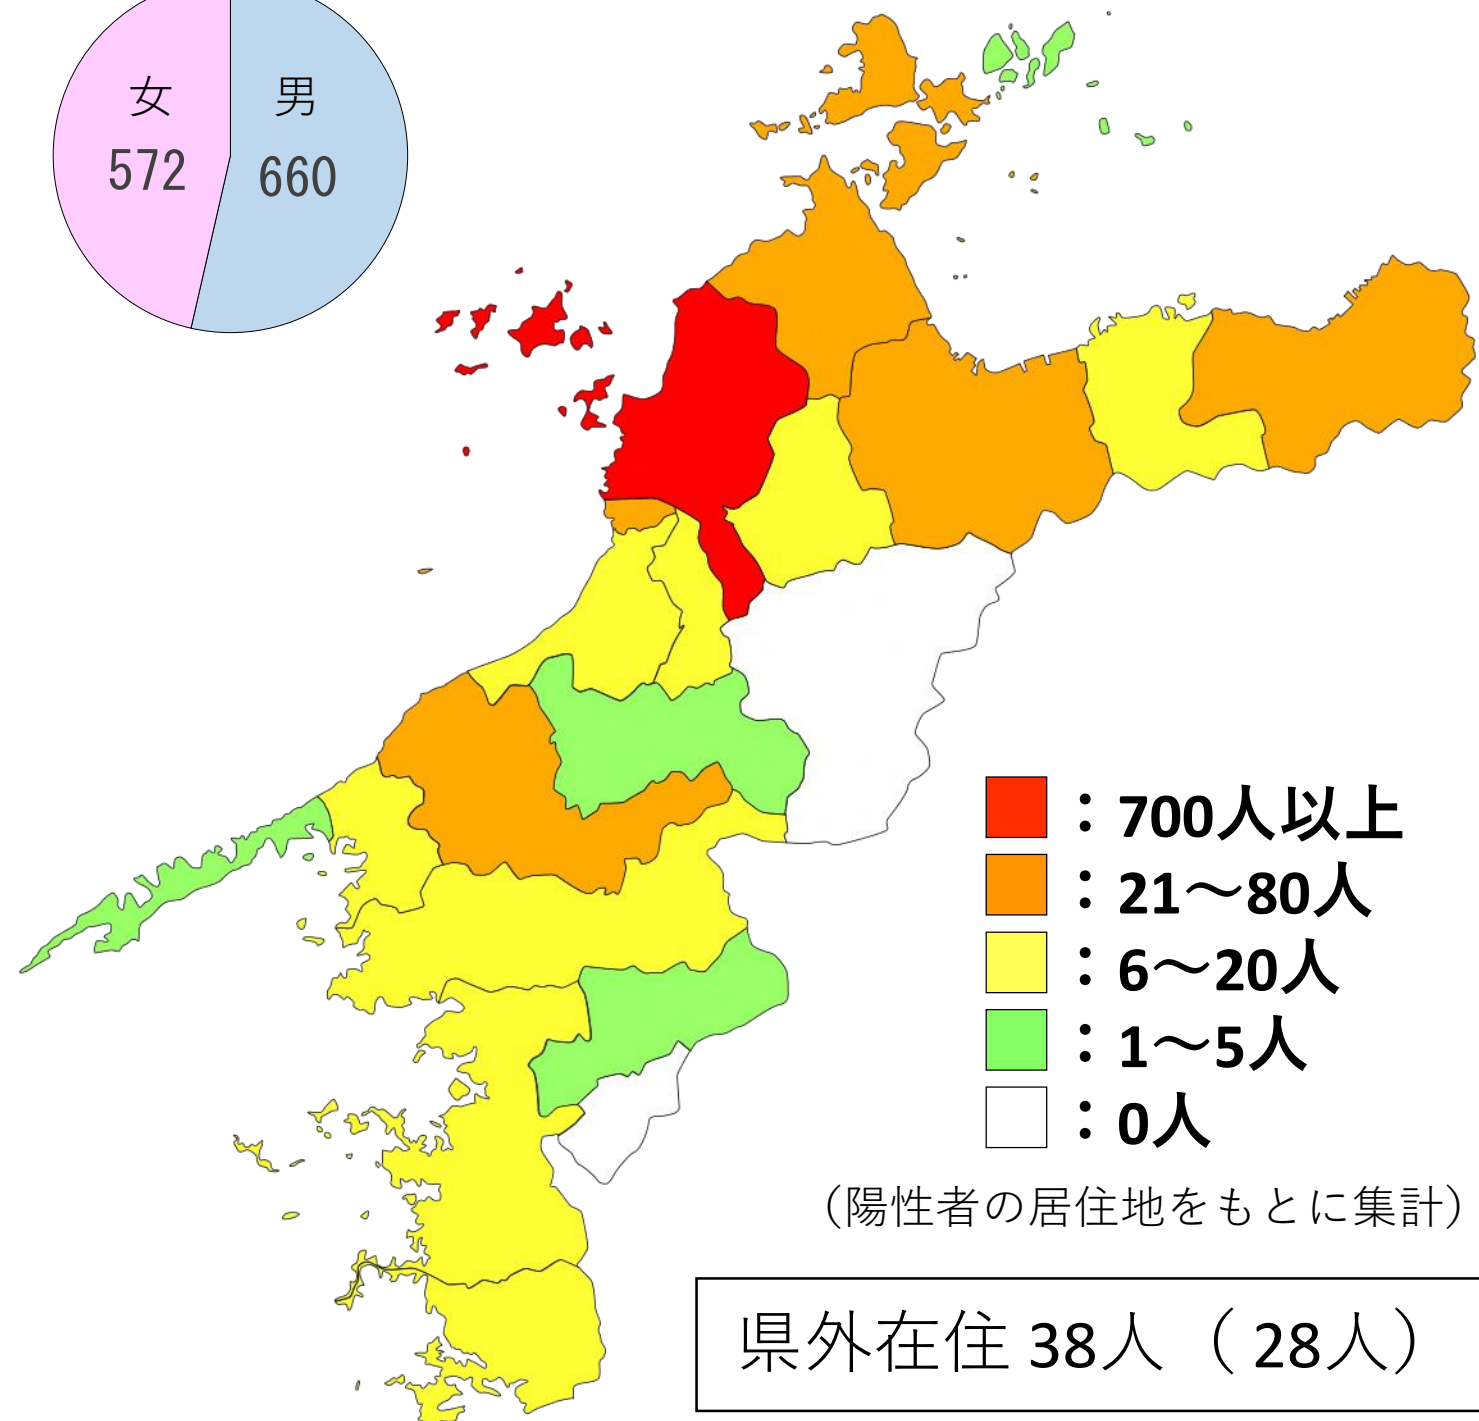 女
男
572
660
：700人以上
：21～80人
：6～20人
：1～5人
：0人
（陽性者の居住地をもとに集計）
県外在住 38人（ 28人）